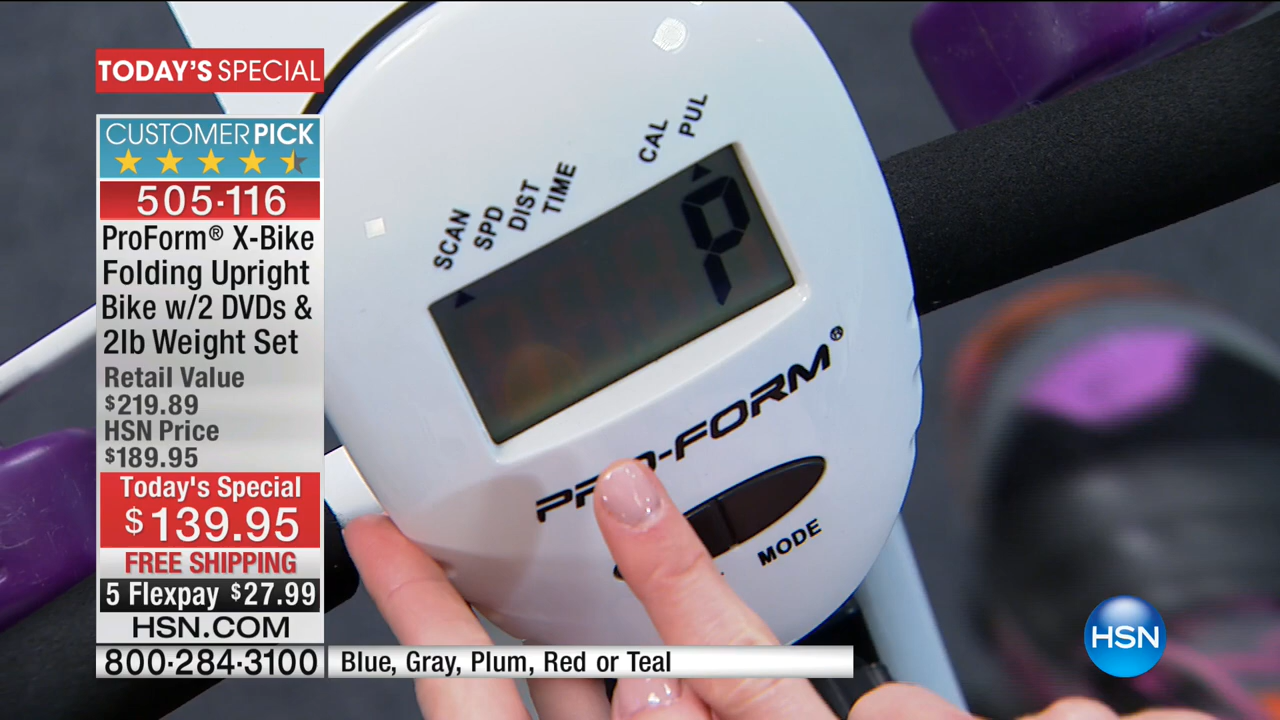 TODAY'S SPECIAL
CUSTOMERPICK
505·116
ProForm® X-Bike
Folding Upright
Bike w/2 DVDs &
2lb Weight Set
Retail Value
$219.89
HSN Price
$189.95
Today's Special
$139.95
FREE SHIPPING
5 Flexpay $27.99
HSN.COM
800·284·3100
Blue, Gray, Plum, Red or Teal
SCAN
SPD
DIST
TIME
CAL
PUL
P
PRO-FORM®
MODE
HSN